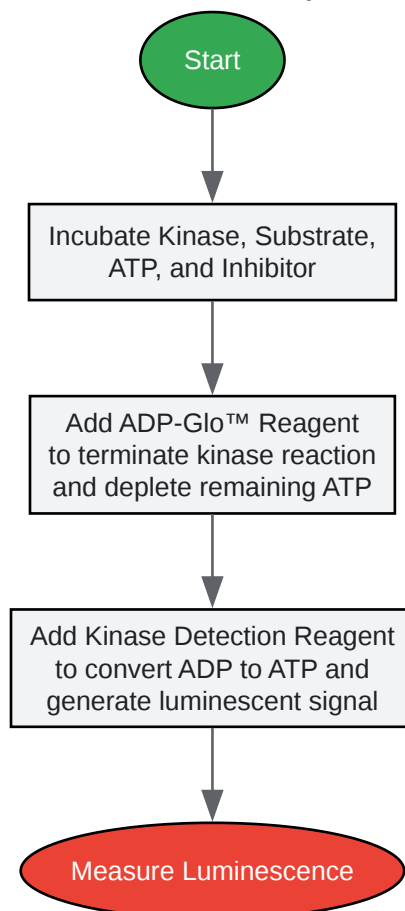 Start
Incubate Kinase, Substrate,
ATP, and Inhibitor
Add ADP-Glo™ Reagent
to terminate kinase reaction
and deplete remaining ATP
Add Kinase Detection Reagent
to convert ADP to ATP and
generate luminescent signal
Measure Luminescence